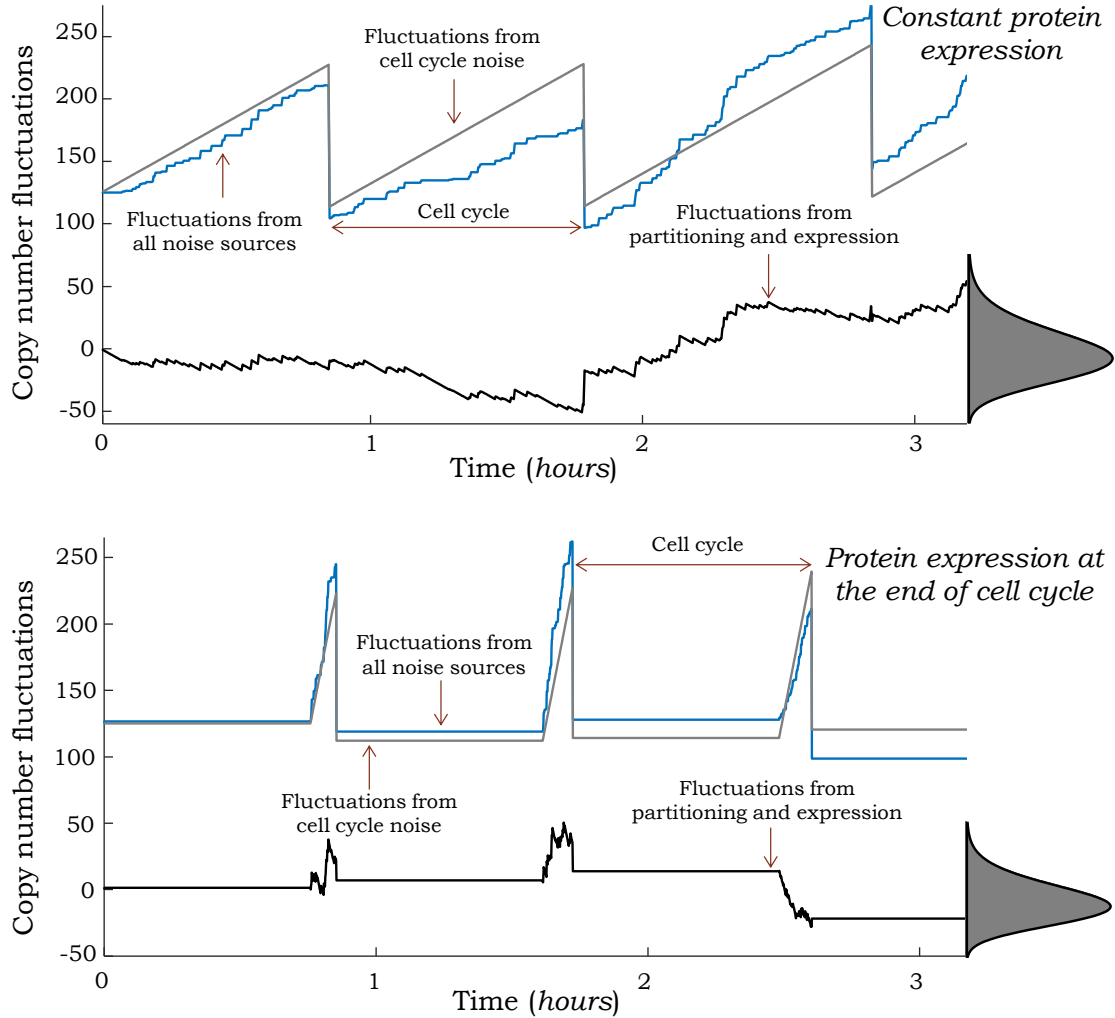 Constant protein
expression
Fluctuations from
cell cycle noise
Fluctuations from
all noise sources
Cell cycle
Fluctuations from
partitioning and expression
Copy number fluctuations
250
200
150
100
50
0
-50
0
1
2
3
Time (hours)
Protein expression at
the end of cell cycle
Cell cycle
Fluctuations from
all noise sources
Fluctuations from
cell cycle noise
Fluctuations from
partitioning and expression
Copy number fluctuations
250
200
150
100
50
0
-50
0
1
2
3
Time (hours)